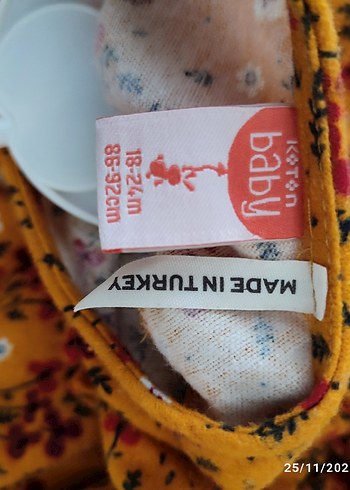 KOTON
baby
18-24m
86-92cm
MADE IN TURKEY
25/11/202